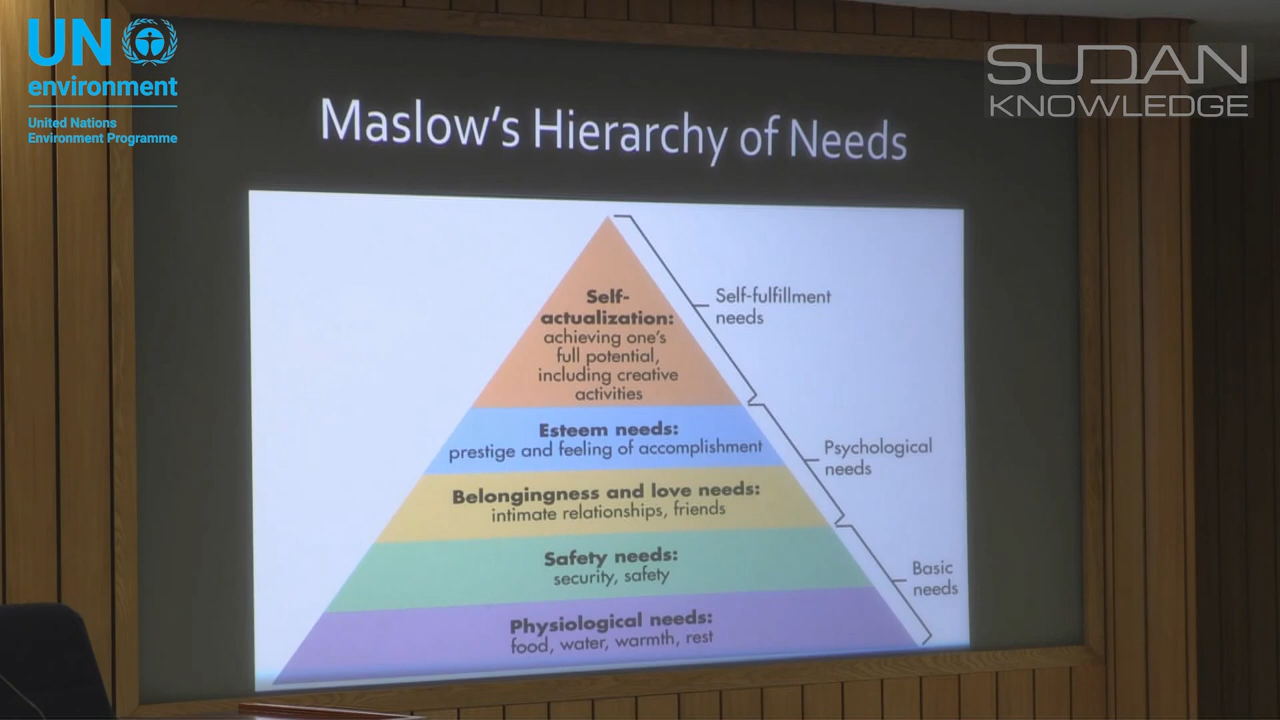 UN
environment
United Nations
Environment Programme
SUDAN
KNOWLEDGE
Maslow's Hierarchy of Needs
Self-
actualization:
achieving one's
full potential,
including creative
activities
Esteem needs:
prestige and feeling of accomplishment
Belongingness and love needs:
intimate relationships, friends
Safety needs:
security, safety
Physiological needs:
food, water, warmth, rest
Self-fulfillment
needs
Psychological
needs
Basic
needs